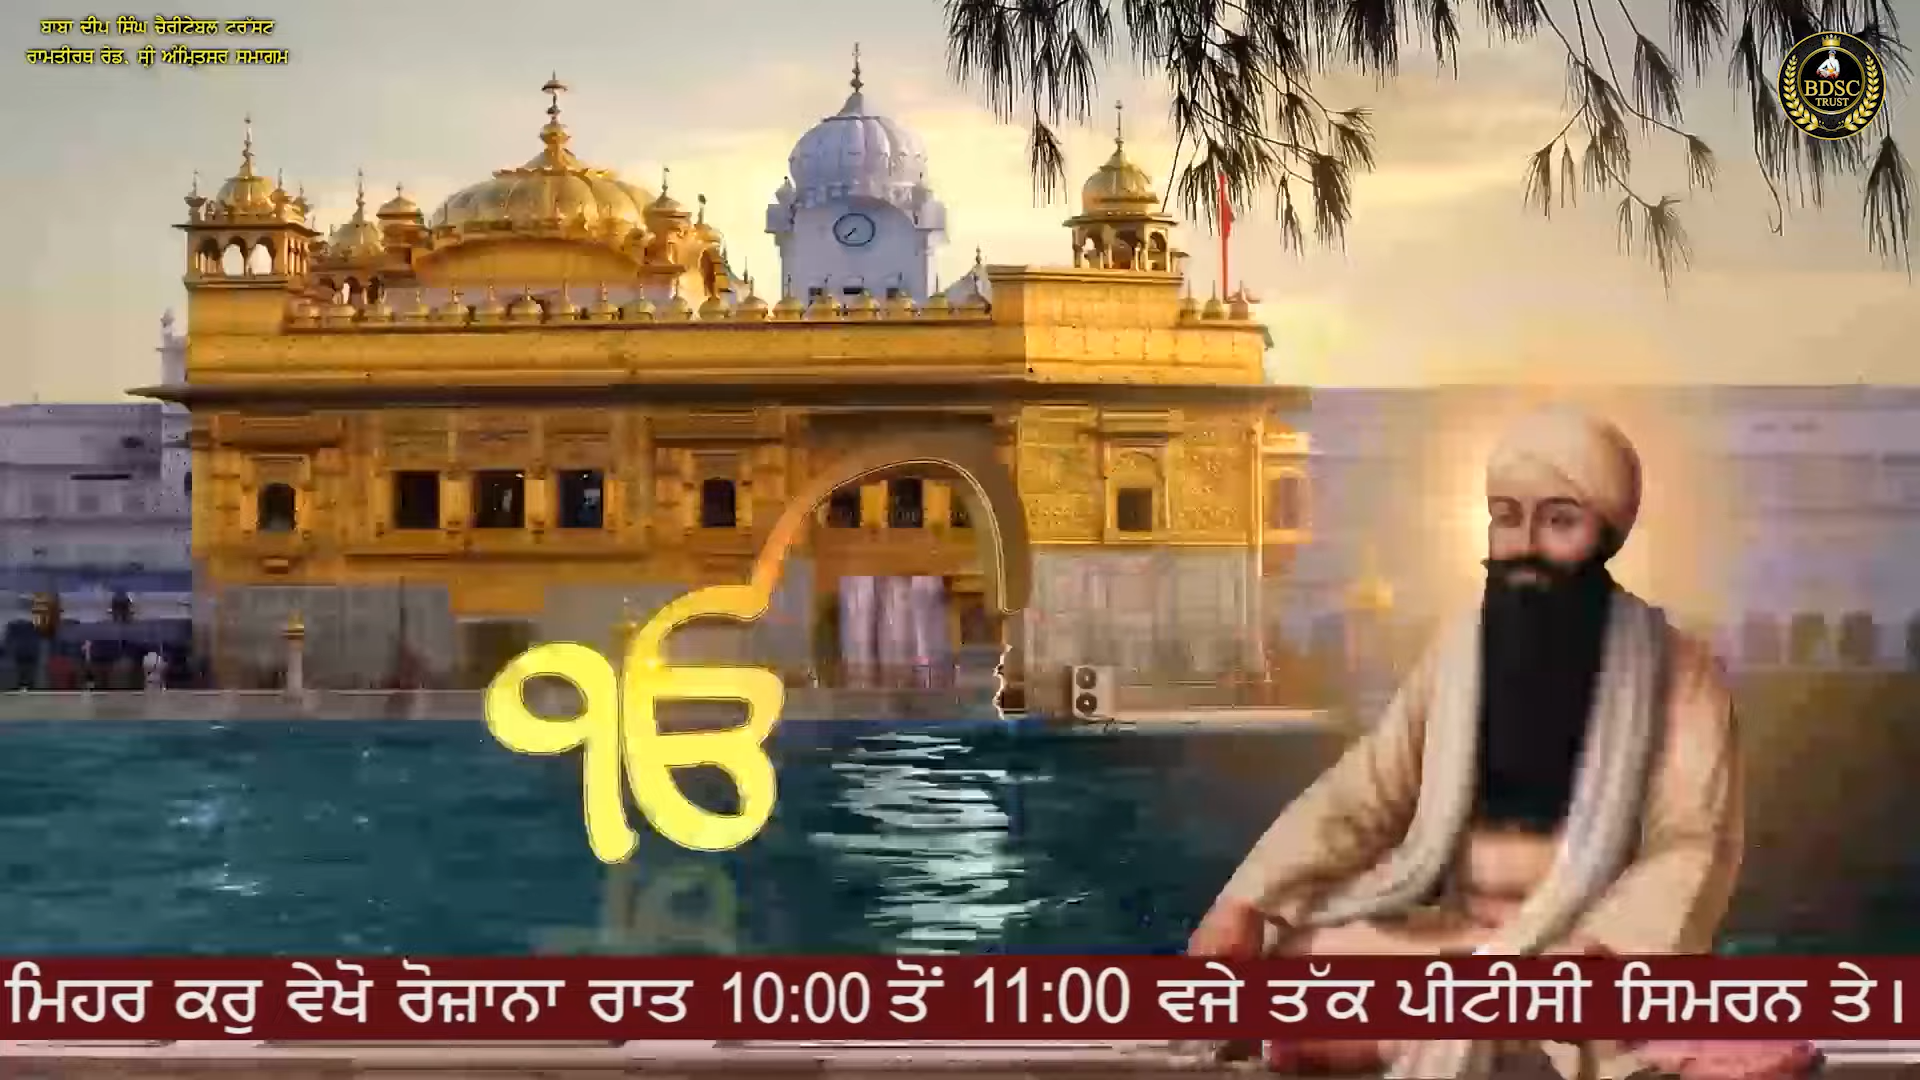 ਬਾਬਾ ਦੀਪ ਸਿੰਘ ਚੈਰੀਟੇਬਲ ਟਰੱਸਟ
ਰਾਮਤੀਰਥ ਰੋਡ, ਸ੍ਰੀ ਅੰਮ੍ਰਿਤਸਰ ਸਮਾਗਮ
BDSC
TRUST
ੴ
ਮਿਹਰ ਕਰੁ ਵੇਖੋ ਰੋਜ਼ਾਨਾ ਰਾਤ 10:00 ਤੋਂ 11:00 ਵਜੇ ਤੱਕ ਪੀਟੀਸੀ ਸਿਮਰਨ ਤੇ।